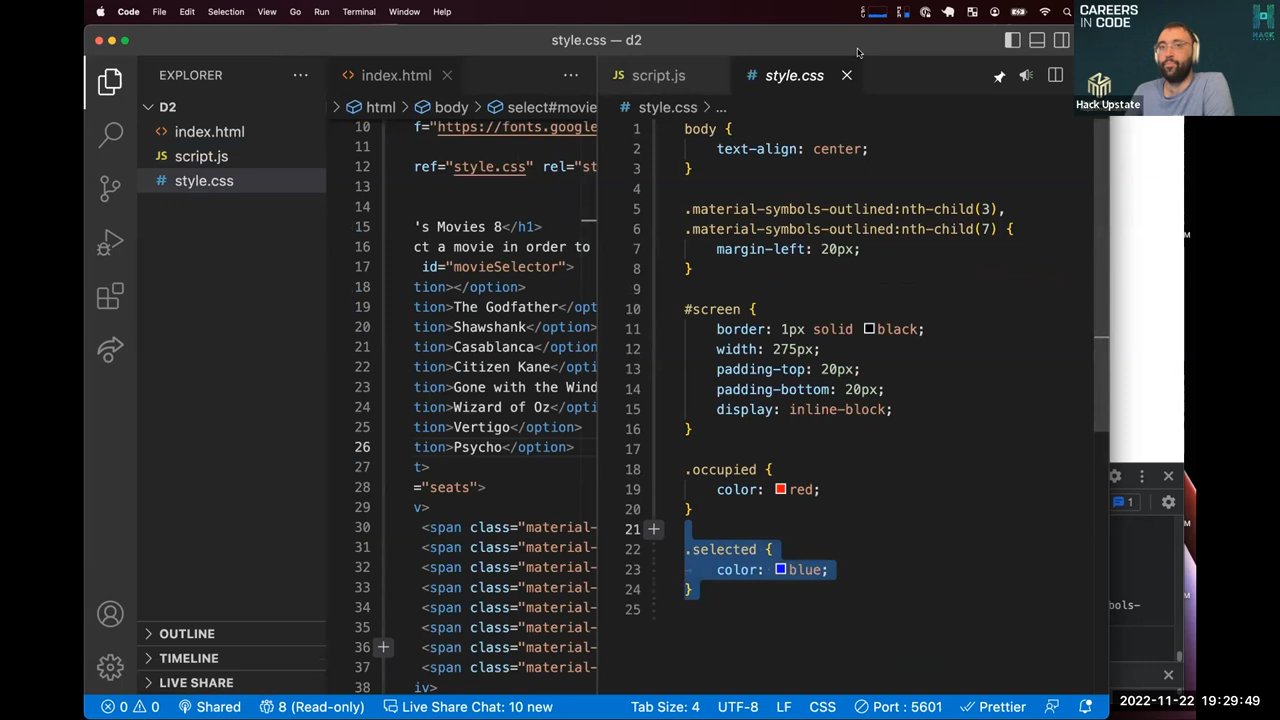 Code File Edit Selection View Go Run Terminal Window Help
style.css — d2
CAREERS
IN CODE
HACK
Hack Upstate
EXPLORER
index.html
JS script.js
# style.css
D2
index.html
JS script.js
# style.css
html > body > select#movie
# style.css > ...
10 f="https://fonts.google
11
12 ref="style.css" rel="st
13
14
15 's Movies 8</h1>
16 ct a movie in order to
17 id="movieSelector">
18 tion></option>
19 tion>The Godfather</opt
20 tion>Shawshank</option>
21 tion>Casablanca</option
22 tion>Citizen Kane</opti
23 tion>Gone with the Wind
24 tion>Wizard of Oz</opti
25 tion>Vertigo</option>
26 tion>Psycho</option>
27 t>
28 ="seats">
29 v>
30 <span class="material-
31 <span class="material-
32 <span class="material-
33 <span class="material-
34 <span class="material-
35 <span class="material-
36 <span class="material-
37 <span class="material-
38 iv>
1 body {
2 text-align: center;
3 }
4
5 .material-symbols-outlined:nth-child(3),
6 .material-symbols-outlined:nth-child(7) {
7 margin-left: 20px;
8 }
9
10 #screen {
11 border: 1px solid black;
12 width: 275px;
13 padding-top: 20px;
14 padding-bottom: 20px;
15 display: inline-block;
16 }
17
18 .occupied {
19 color: red;
20 }
21
22 .selected {
23 color: blue;
24 }
25
1
bols-
OUTLINE
TIMELINE
LIVE SHARE
0 0 Shared 8 (Read-only) Live Share Chat: 10 new Tab Size: 4 UTF-8 LF CSS Port : 5601 Prettier
2022-11-22 19:29:49